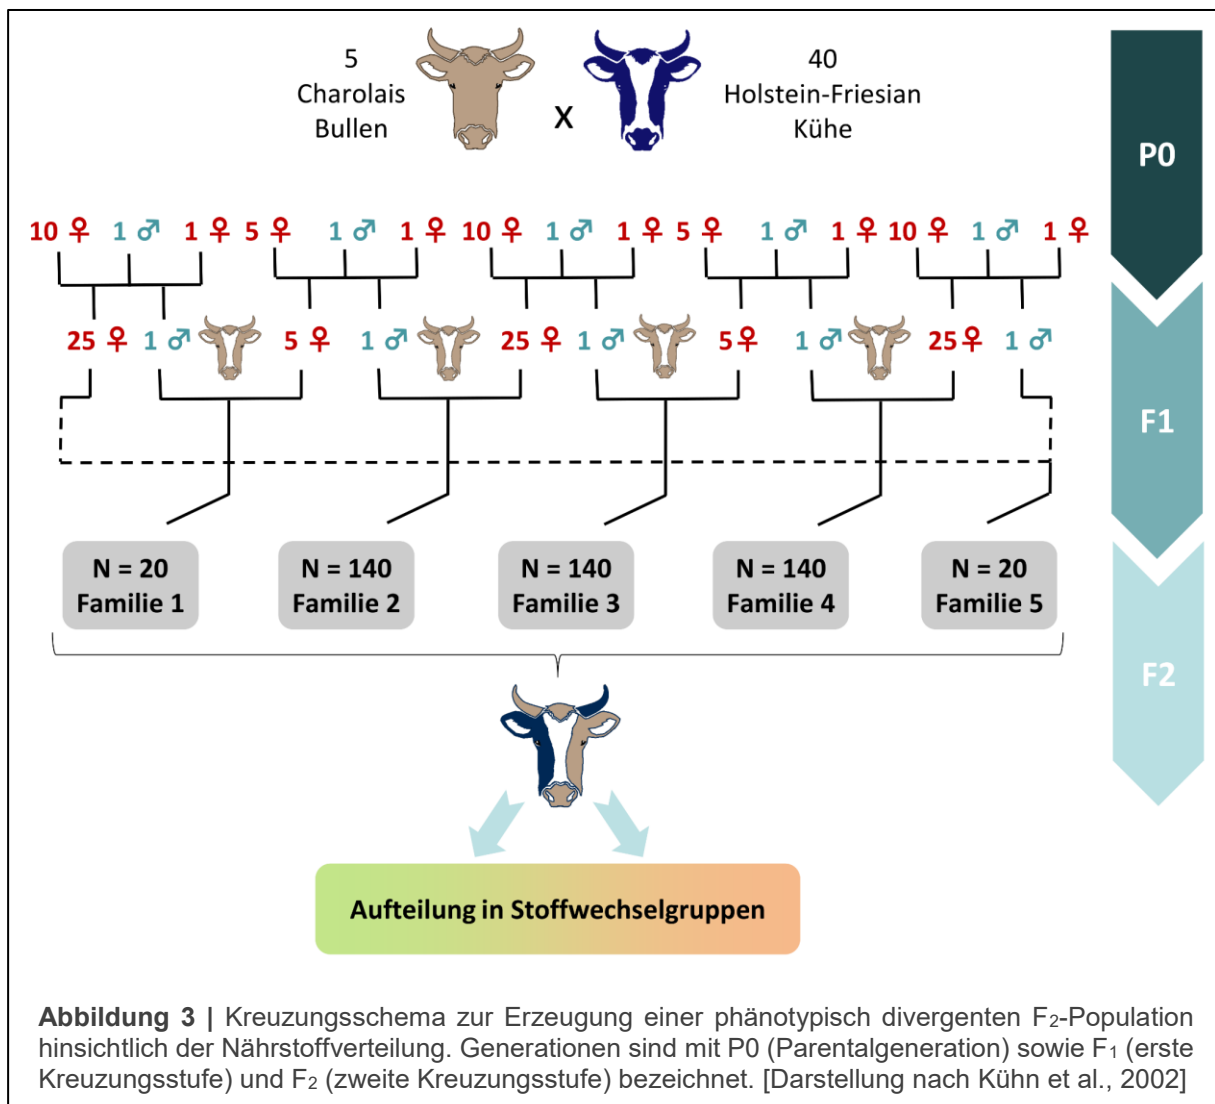 5
Charolais
Bullen
X
40
Holstein-Friesian
Kühe
P0
10 ♀ 1 ♂ 1 ♀ 5 ♀ 1 ♂ 1 ♀ 10 ♀ 1 ♂ 1 ♀ 5 ♀ 1 ♂ 1 ♀ 10 ♀ 1 ♂ 1 ♀
25 ♀ 1 ♂ 5 ♀ 1 ♂ 25 ♀ 1 ♂ 5 ♀ 1 ♂ 25 ♀ 1 ♂
F1
N = 20
Familie 1
N = 140
Familie 2
N = 140
Familie 3
N = 140
Familie 4
N = 20
Familie 5
F2
Aufteilung in Stoffwechselgruppen
Abbildung 3 | Kreuzungsschema zur Erzeugung einer phänotypisch divergenten F₂-Population
hinsichtlich der Nährstoffverteilung. Generationen sind mit P0 (Parentalgeneration) sowie F₁ (erste
Kreuzungsstufe) und F₂ (zweite Kreuzungsstufe) bezeichnet. [Darstellung nach Kühn et al., 2002]